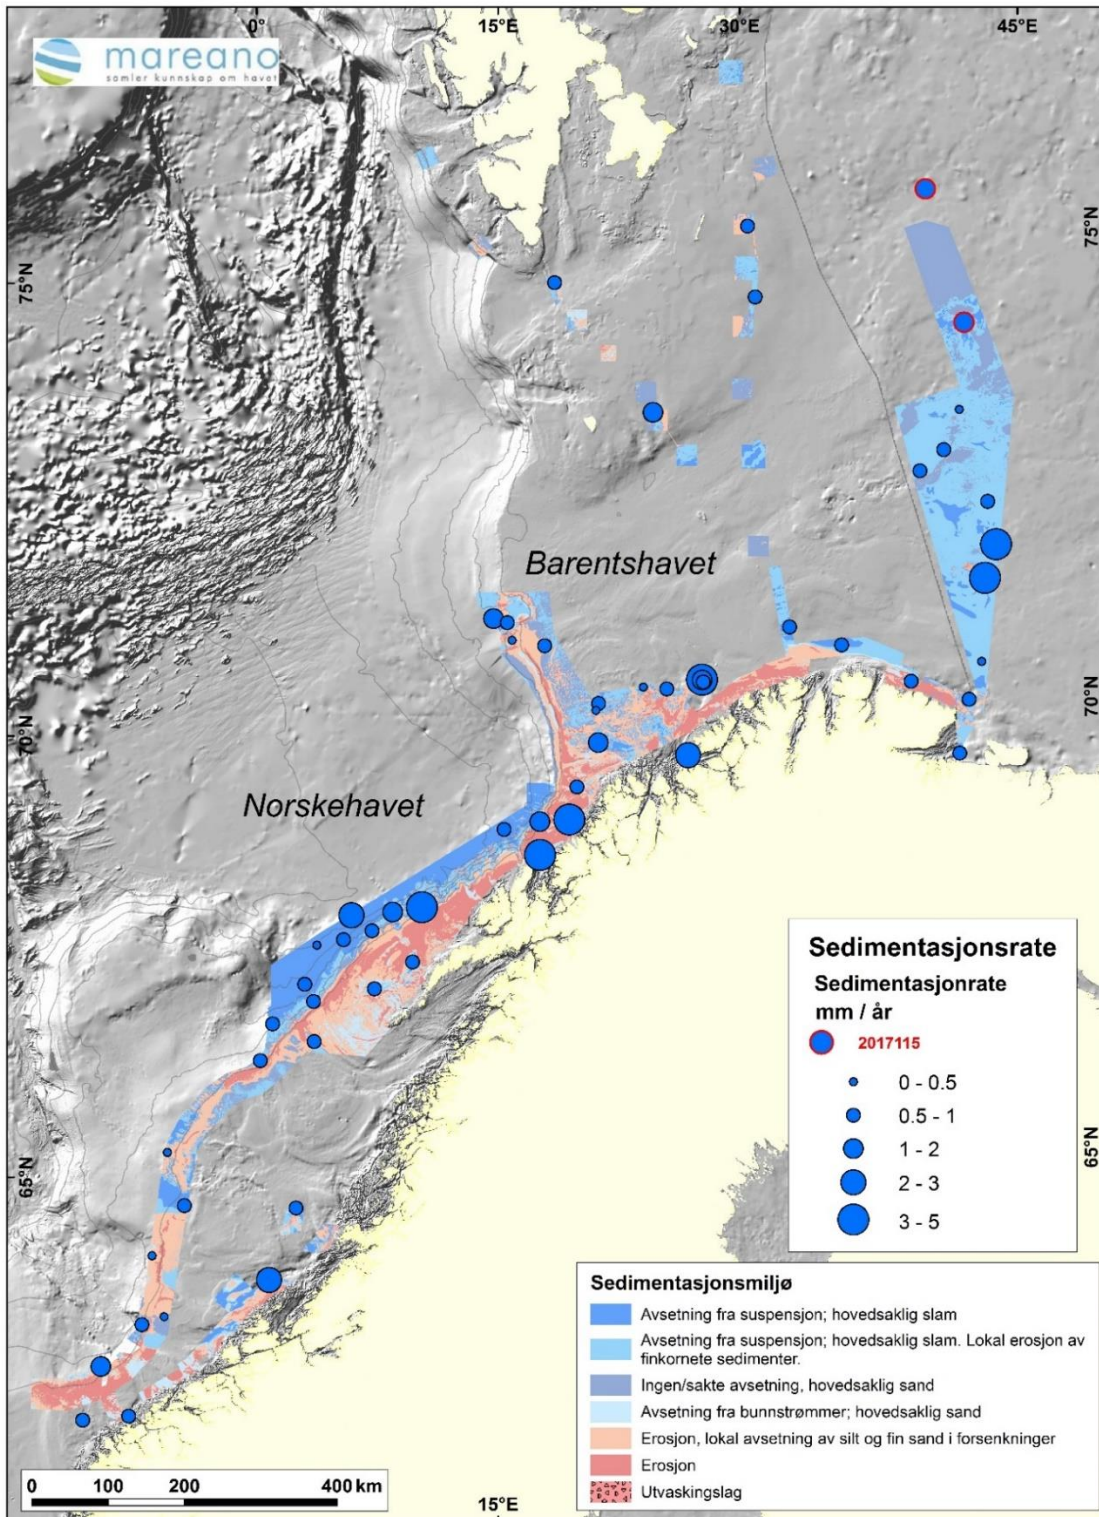 0°
15°E
30°E
45°E
mareano
samler kunnskap om havet
75°N
75°N
Barentshavet
70°N
70°N
Norskehavet
Sedimentasjonsrate
Sedimentasjonrate
mm / år
2017115
0 - 0.5
0.5 - 1
1 - 2
2 - 3
3 - 5
65°N
65°N
Sedimentasjonsmiljø
Avsetning fra suspensjon; hovedsaklig slam
Avsetning fra suspensjon; hovedsaklig slam. Lokal erosjon av
finkornete sedimenter.
Ingen/sakte avsetning, hovedsaklig sand
Avsetning fra bunnstrømmer; hovedsaklig sand
Erosjon, lokal avsetning av silt og fin sand i forsenkninger
Erosjon
Utvaskingslag
0 100 200 400 km
15°E